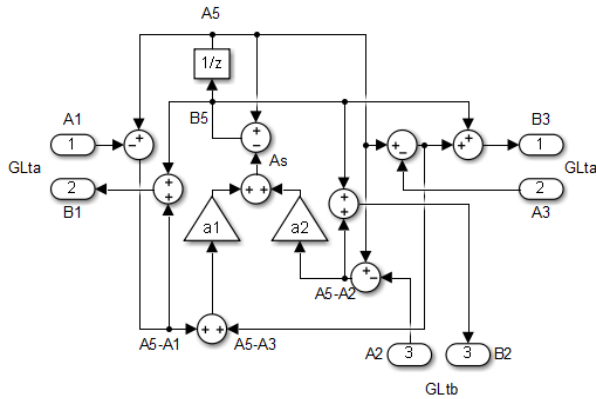 A5
1/z
A1
B5
B3
1
- +
+ -
As
+ -
+ +
1
GLta
GLta
2
+ +
+ +
+ +
2
B1
a1
a2
A3
A5-A2
+ -
A5-A1
+ +
A5-A3
A2
3
3
B2
GLtb